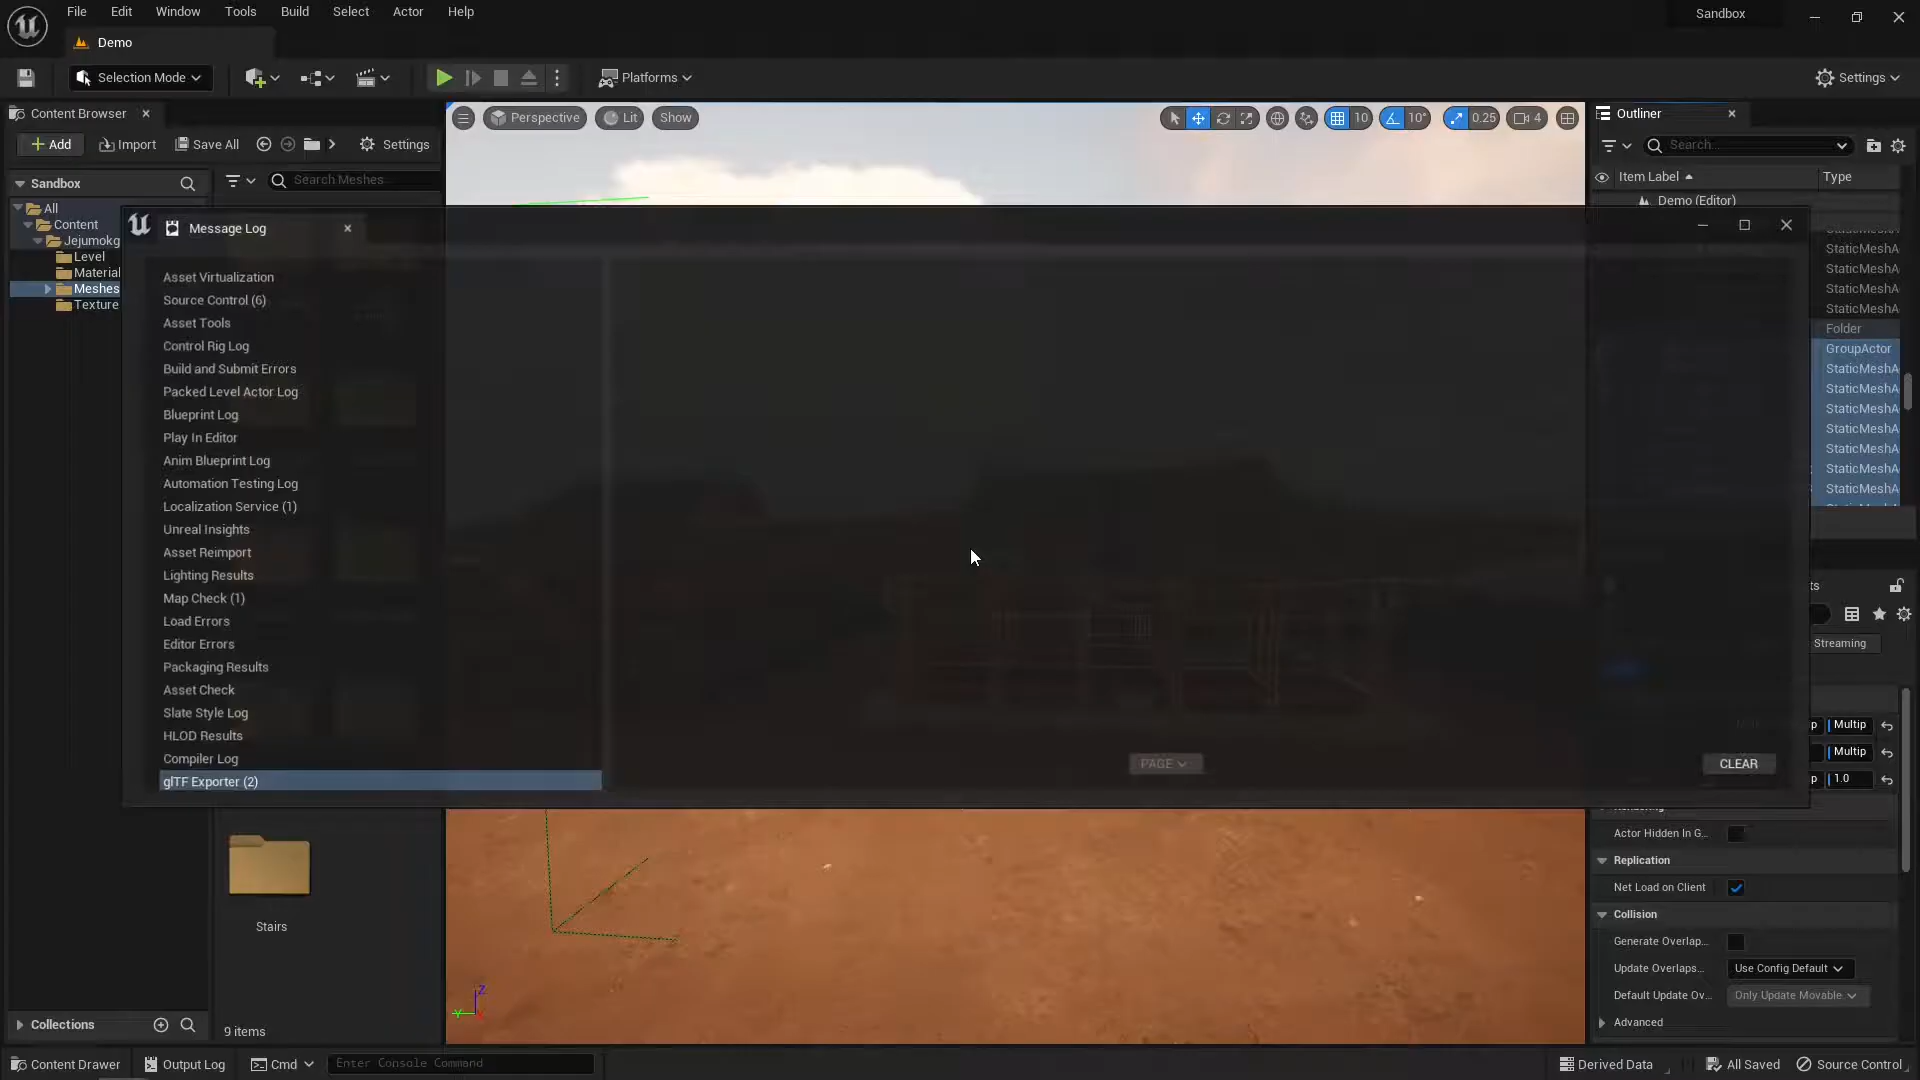 File Edit Window Tools Build Select Actor Help
Sandbox
Demo
Selection Mode
Platforms
Settings
Content Browser
Perspective
Lit
Show
10
10°
0.25
4
Outliner
Add
Import
Save All
Settings
Search...
Sandbox
Search Meshes
Item Label
Type
All
Demo (Editor)
Content
Message Log
Jejumokg
Level
Material
Meshes
Texture
Asset Virtualization
Source Control (6)
Asset Tools
Control Rig Log
Build and Submit Errors
Packed Level Actor Log
Blueprint Log
Play In Editor
Anim Blueprint Log
Automation Testing Log
Localization Service (1)
Unreal Insights
Asset Reimport
Lighting Results
Map Check (1)
Load Errors
Editor Errors
Packaging Results
Asset Check
Slate Style Log
HLOD Results
Compiler Log
glTF Exporter (2)
PAGE
CLEAR
StaticMeshA
StaticMeshA
StaticMeshA
StaticMeshA
Folder
GroupActor
StaticMeshA
StaticMeshA
StaticMeshA
StaticMeshA
StaticMeshA
StaticMeshA
StaticMeshA
ts
Streaming
p Multip
Multip
p 1.0
Actor Hidden In G...
Replication
Net Load on Client
Collision
Generate Overlap...
Update Overlaps... Use Config Default
Default Update Ov... Only Update Movable
Advanced
Stairs
Z
Y
Collections
9 items
Content Drawer
Output Log
Cmd
Enter Console Command
Derived Data
All Saved
Source Control